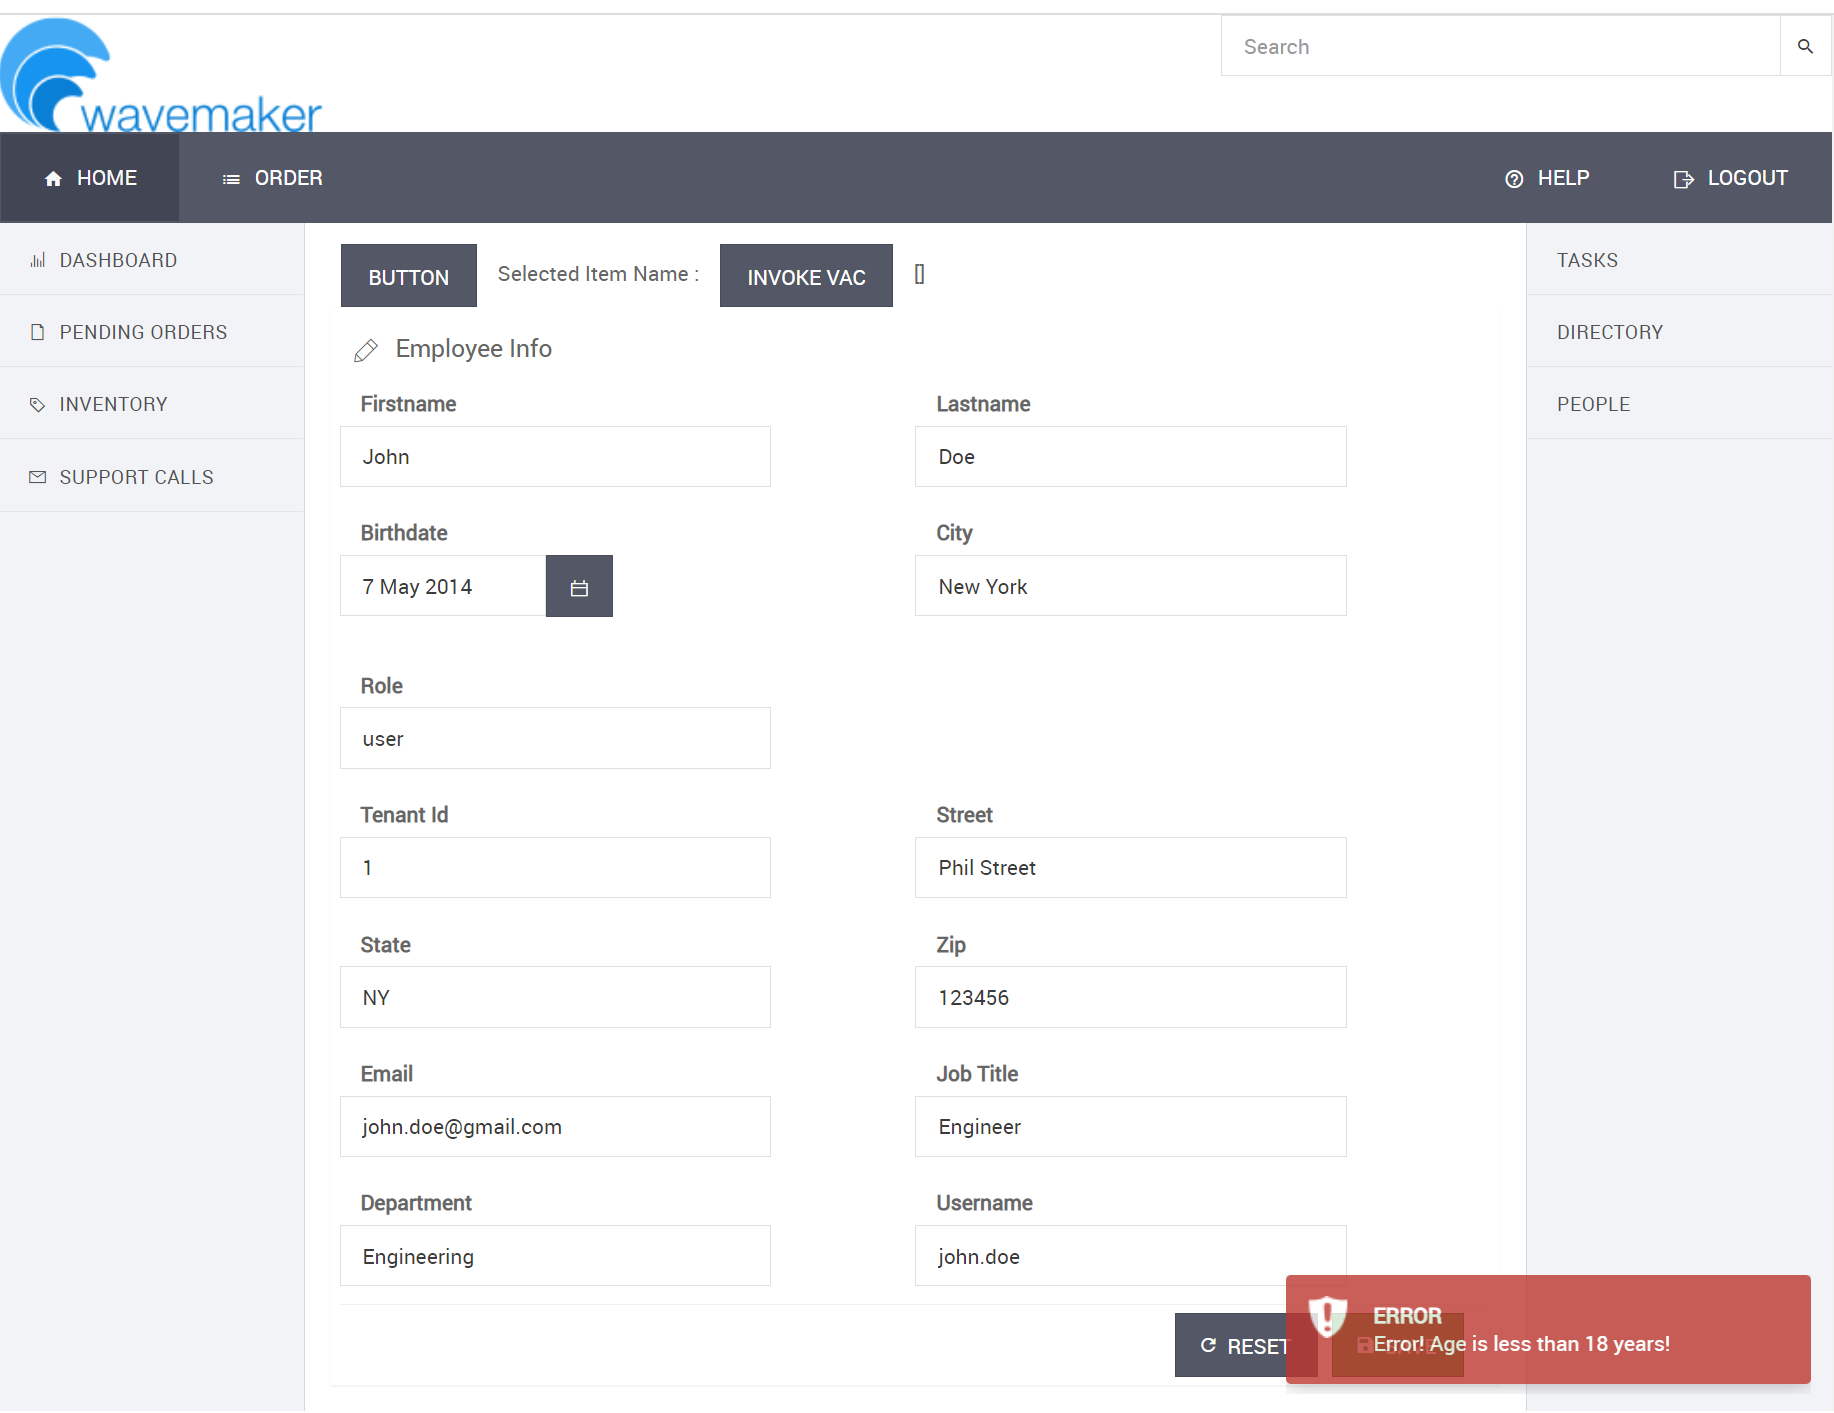 Search
wavemaker
HOME
ORDER
HELP
LOGOUT
DASHBOARD
PENDING ORDERS
INVENTORY
SUPPORT CALLS
BUTTON
Selected Item Name :
INVOKE VAC
[]
Employee Info
Firstname
Lastname
John
Doe
Birthdate
City
7 May 2014
New York
Role
user
Tenant Id
Street
1
Phil Street
State
Zip
NY
123456
Email
Job Title
john.doe@gmail.com
Engineer
Department
Username
Engineering
john.doe
RESET
ERROR
Error! Age is less than 18 years!
TASKS
DIRECTORY
PEOPLE